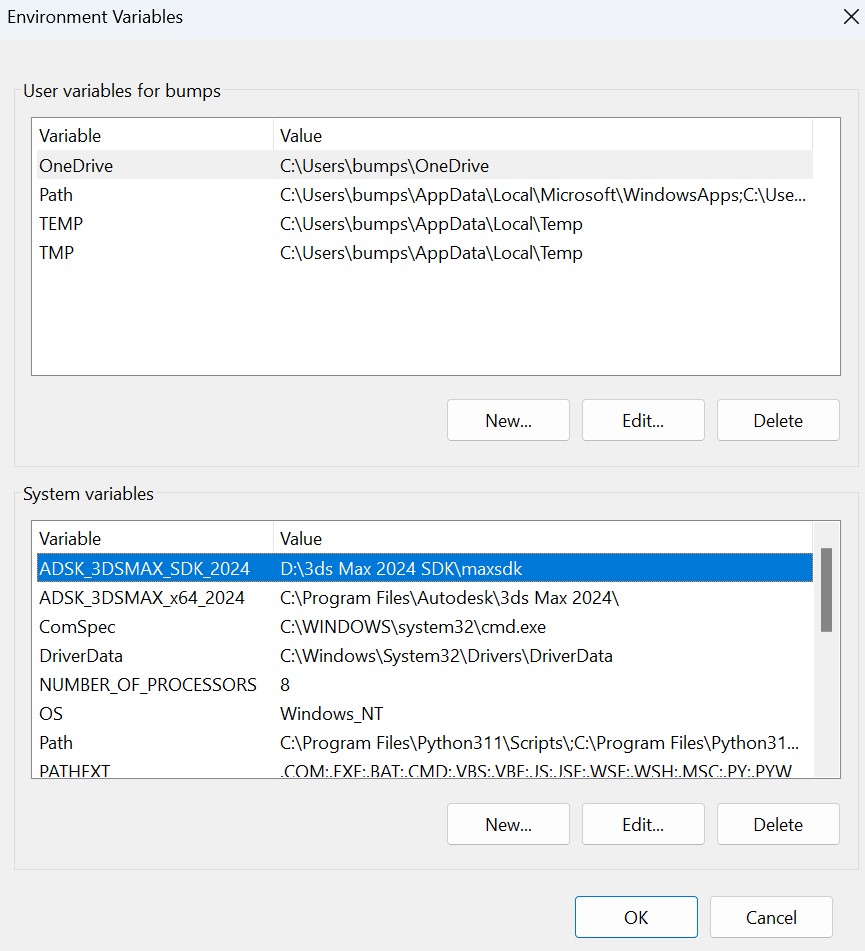 Environment Variables
User variables for bumps
Variable Value
OneDrive C:\Users\bumps\OneDrive
Path C:\Users\bumps\AppData\Local\Microsoft\WindowsApps;C:\Use...
TEMP C:\Users\bumps\AppData\Local\Temp
TMP C:\Users\bumps\AppData\Local\Temp
New... Edit... Delete
System variables
Variable Value
ADSK_3DSMAX_SDK_2024 D:\3ds Max 2024 SDK\maxsdk
ADSK_3DSMAX_x64_2024 C:\Program Files\Autodesk\3ds Max 2024\
ComSpec C:\WINDOWS\system32\cmd.exe
DriverData C:\Windows\System32\Drivers\DriverData
NUMBER_OF_PROCESSORS 8
OS Windows_NT
Path C:\Program Files\Python311\Scripts\;C:\Program Files\Python31...
PATHEXT .COM;.EXE;.BAT;.CMD;.VBS;.VBE;.JS;.JSE;.WSF;.WSH;.MSC;.PY;.PYW
New... Edit... Delete
OK Cancel